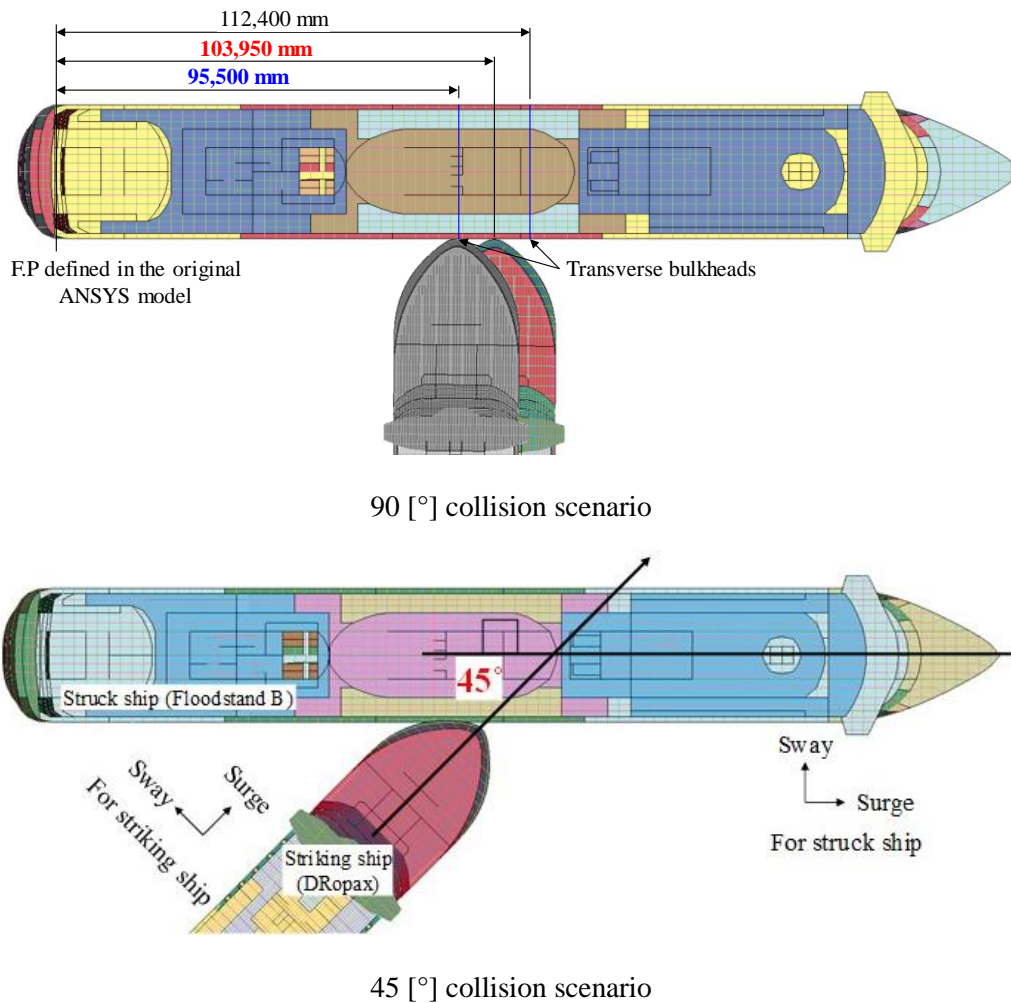 112,400 mm
103,950 mm
95,500 mm
F.P defined in the original
ANSYS model
Transverse bulkheads
90 [°] collision scenario
45°
Struck ship (Floodstand B)
Sway
Surge
For struck ship
Sway
Surge
For striking ship
Striking ship
(DRopax)
45 [°] collision scenario